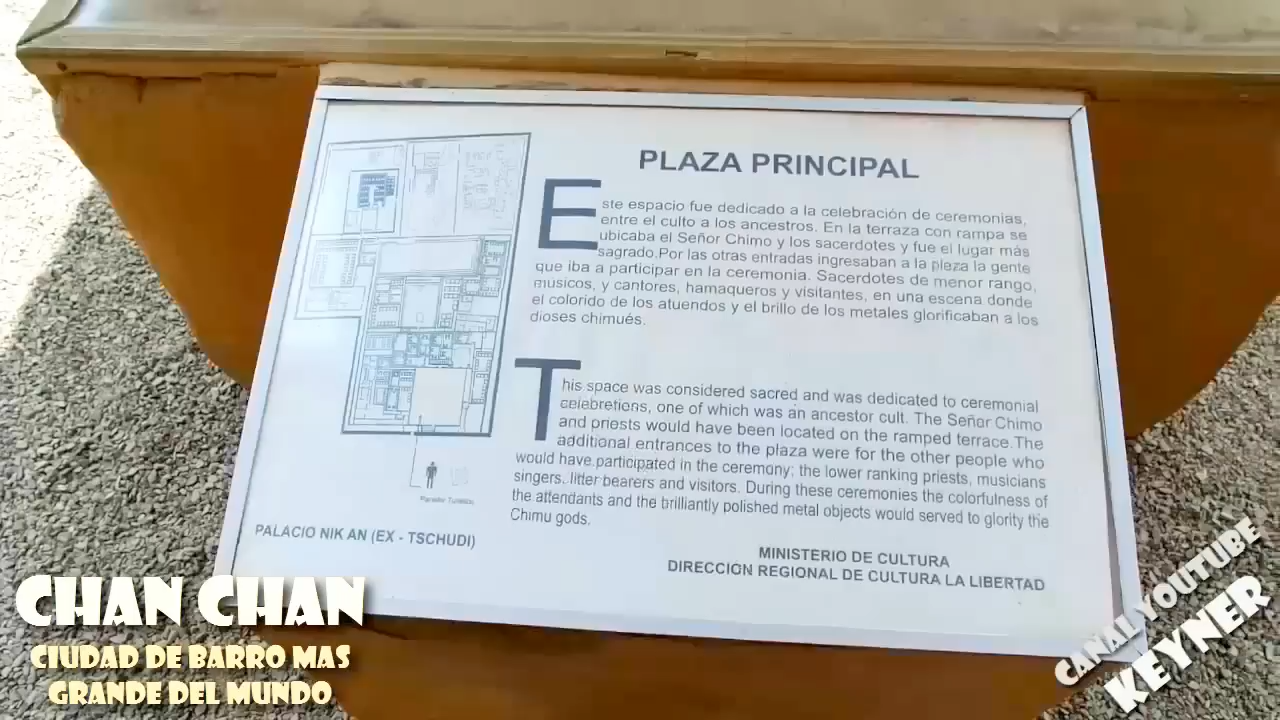 PLAZA PRINCIPAL
Este espacio fue dedicado a la celebración de ceremonias,
entre el culto a los ancestros. En la terraza con rampa se
ubicaba el Señor Chimo y los sacerdotes y fue el lugar más
sagrado.Por las otras entradas ingresaban a la pleza la gente
que iba a participar en la ceremonia. Sacerdotes de menor rango,
musicos, y cantores, hamaqueros y visitantes, en una escena donde
el colorido de los atuendos y el brillo de los metales glorificaban a los
dioses chimués.
This space was considered sacred and was dedicated to ceremonial
celebrations, one of which was an ancestor cult. The Señor Chimo
and priests would have been located on the ramped terrace.The
additional entrances to the plaza were for the other people who
would have participated in the ceremony: the lower ranking priests, musicians
singers, litter bearers and visitors. During these ceremonies the colorfulness of
the attendants and the brilliantly polished metal objects would served to glority the
Chimu gods.
Parador Turístico
PALACIO NIK AN (EX - TSCHUDI)
MINISTERIO DE CULTURA
DIRECCION REGIONAL DE CULTURA LA LIBERTAD
CHAN CHAN
CIUDAD DE BARRO MAS
GRANDE DEL MUNDO
CANAL YOUTUBE
KEYNER